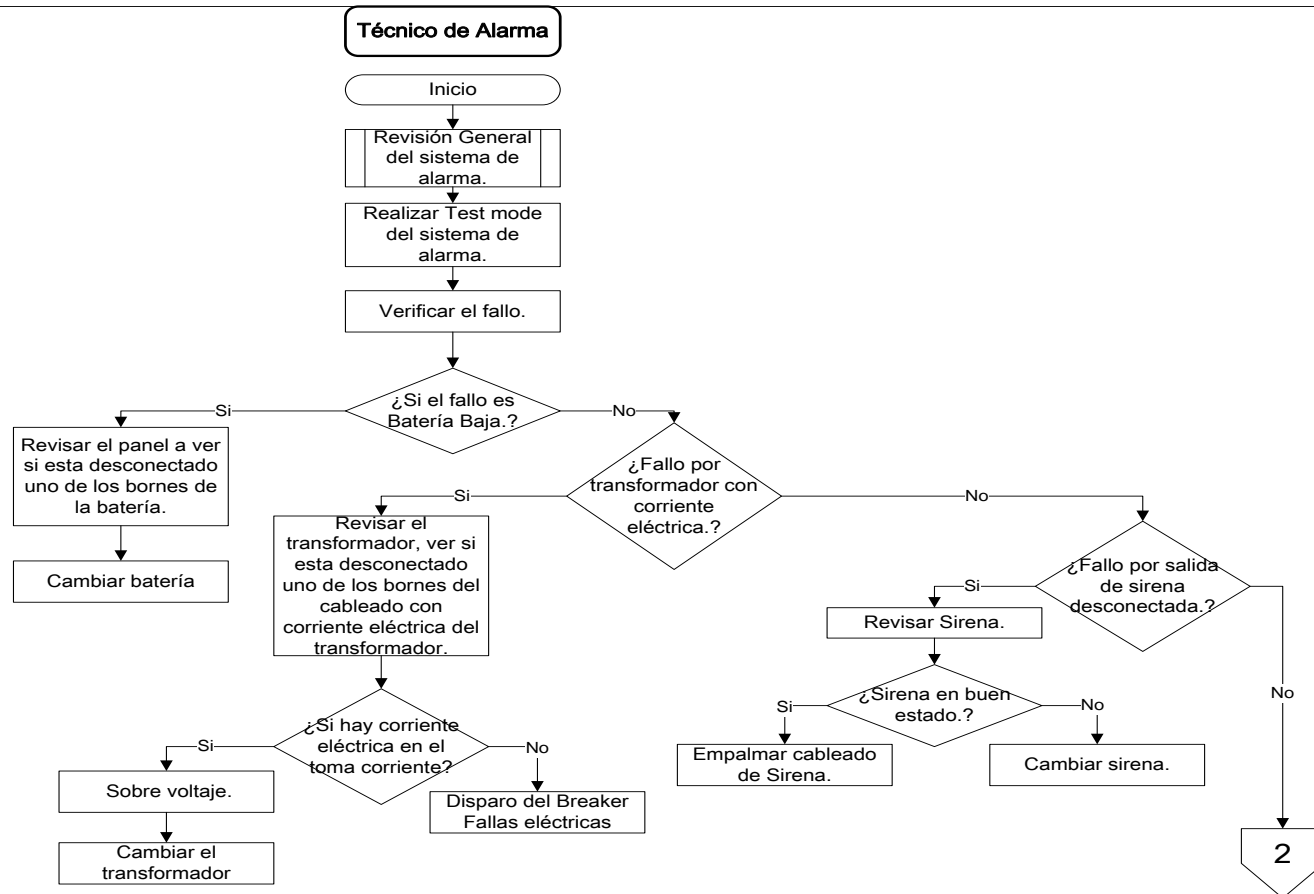 Técnico de Alarma
Inicio
Revisión General
del sistema de
alarma.
Realizar Test mode
del sistema de
alarma.
Verificar el fallo.
¿Si el fallo es
Batería Baja.?
Si
No
Revisar el panel a ver
si esta desconectado
uno de los bornes de
la batería.
Cambiar batería
¿Fallo por
transformador con
corriente
eléctrica.?
Si
No
Revisar el
transformador, ver si
esta desconectado
uno de los bornes del
cableado con
corriente eléctrica del
transformador.
¿Si hay corriente
eléctrica en el
toma corriente?
Si
No
Sobre voltaje.
Cambiar el
transformador
Disparo del Breaker
Fallas eléctricas
¿Fallo por salida
de sirena
desconectada.?
Si
No
Revisar Sirena.
¿Sirena en buen
estado.?
Si
No
Empalmar cableado
de Sirena.
Cambiar sirena.
2